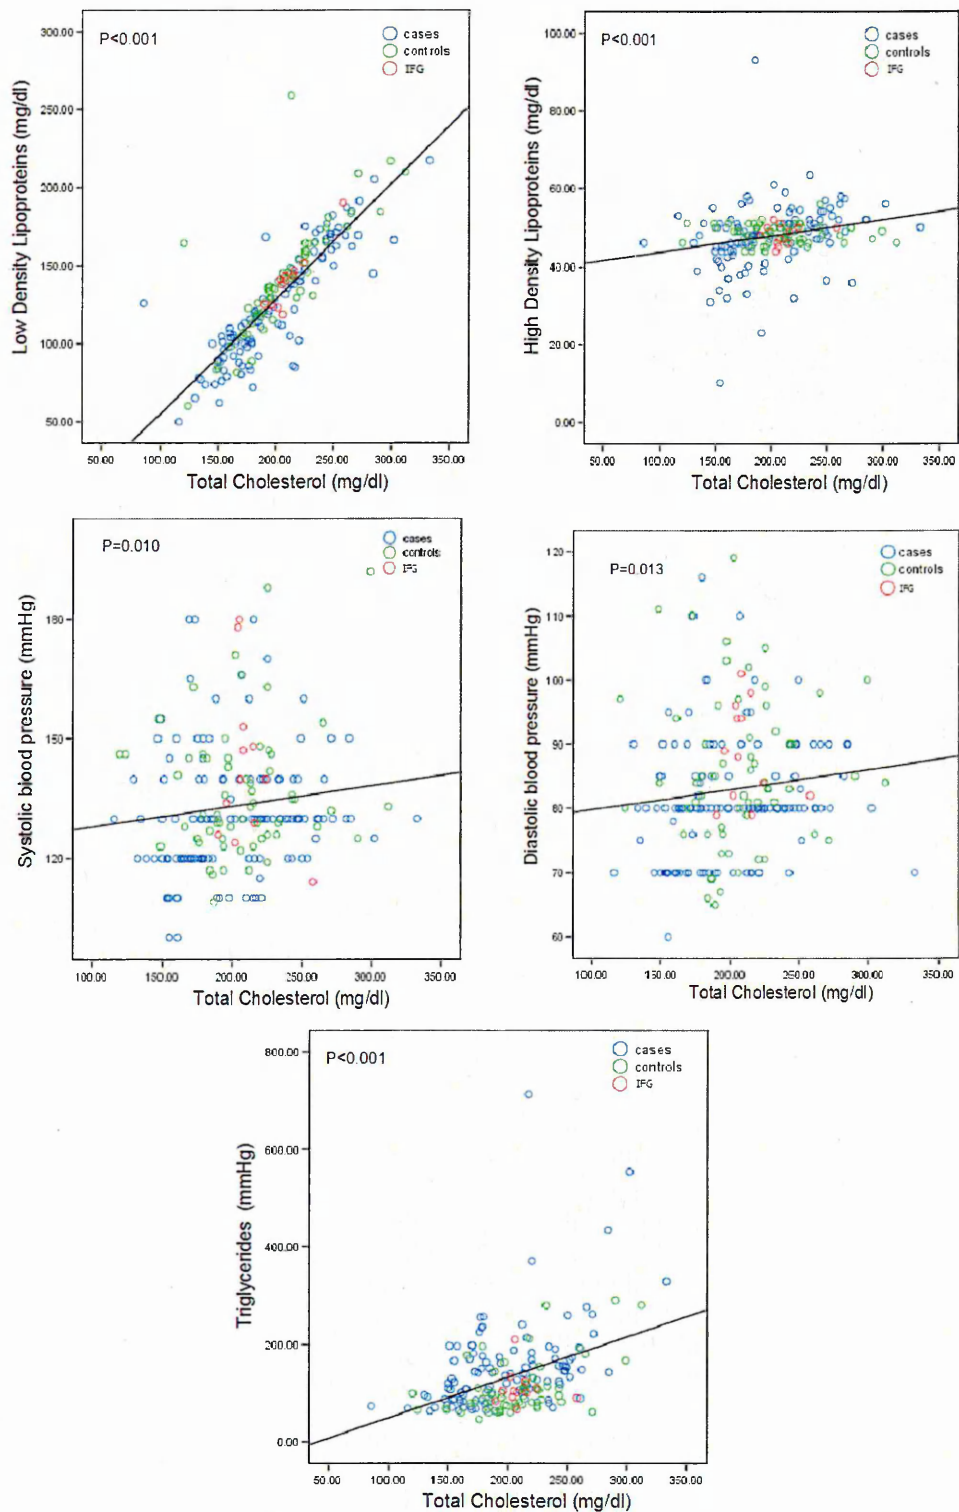 P<0.001
cases
controls
IFG
Low Density Lipoproteins (mg/dl)
300.00
250.00
200.00
150.00
100.00
50.00
50.00 100.00 150.00 200.00 250.00 300.00 350.00
Total Cholesterol (mg/dl)
P<0.001
cases
controls
IFG
High Density Lipoproteins (mg/dl)
100.00
80.00
60.00
40.00
20.00
0.00
50.00 100.00 150.00 200.00 250.00 300.00 350.00
Total Cholesterol (mg/dl)
P=0.010
cases
controls
IFG
Systolic blood pressure (mmHg)
180
150
120
100.00 150.00 200.00 250.00 300.00 350.00
Total Cholesterol (mg/dl)
P=0.013
cases
controls
IFG
Diastolic blood pressure (mmHg)
120
110
100
90
80
70
60
100.00 150.00 200.00 250.00 300.00 350.00
Total Cholesterol (mg/dl)
P<0.001
cases
controls
IFG
Triglycerides (mmHg)
800.00
600.00
400.00
200.00
0.00
50.00 100.00 150.00 200.00 250.00 300.00 350.00
Total Cholesterol (mg/dl)